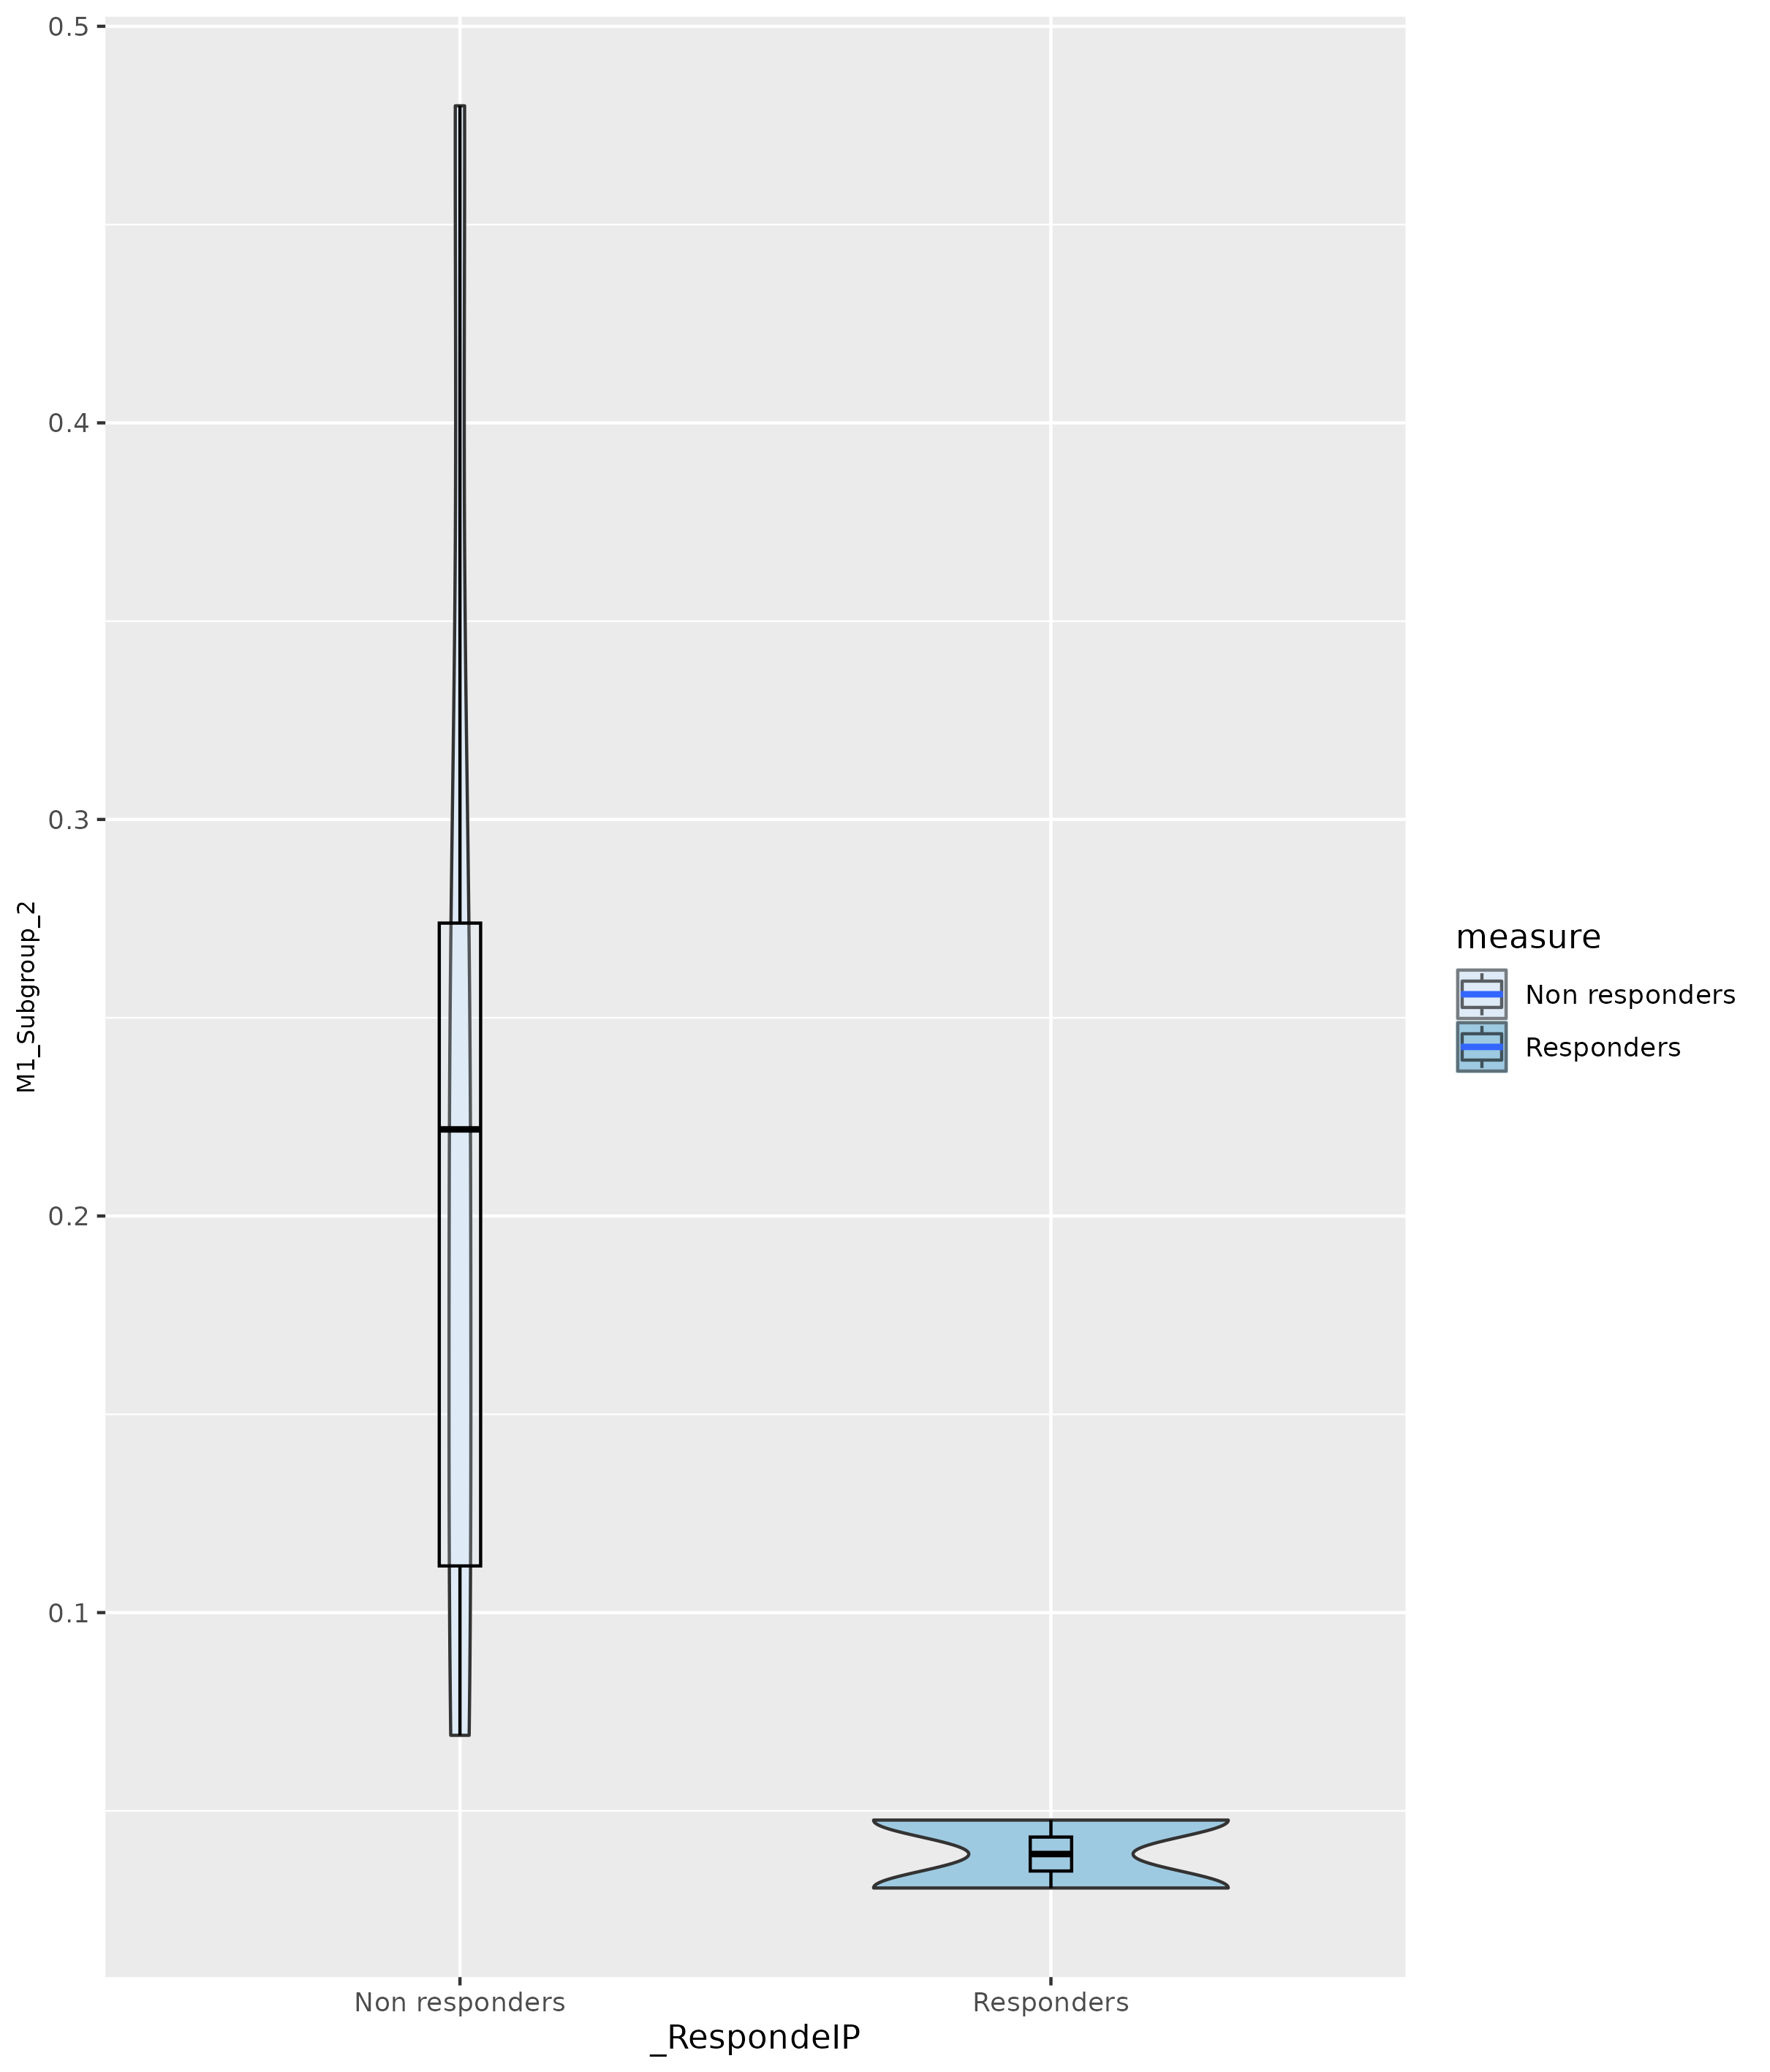 0.5
0.4
0.3
0.2
0.1
M1_Subgroup_2
Non responders
Responders
_RespondeIP
measure
Non responders
Responders